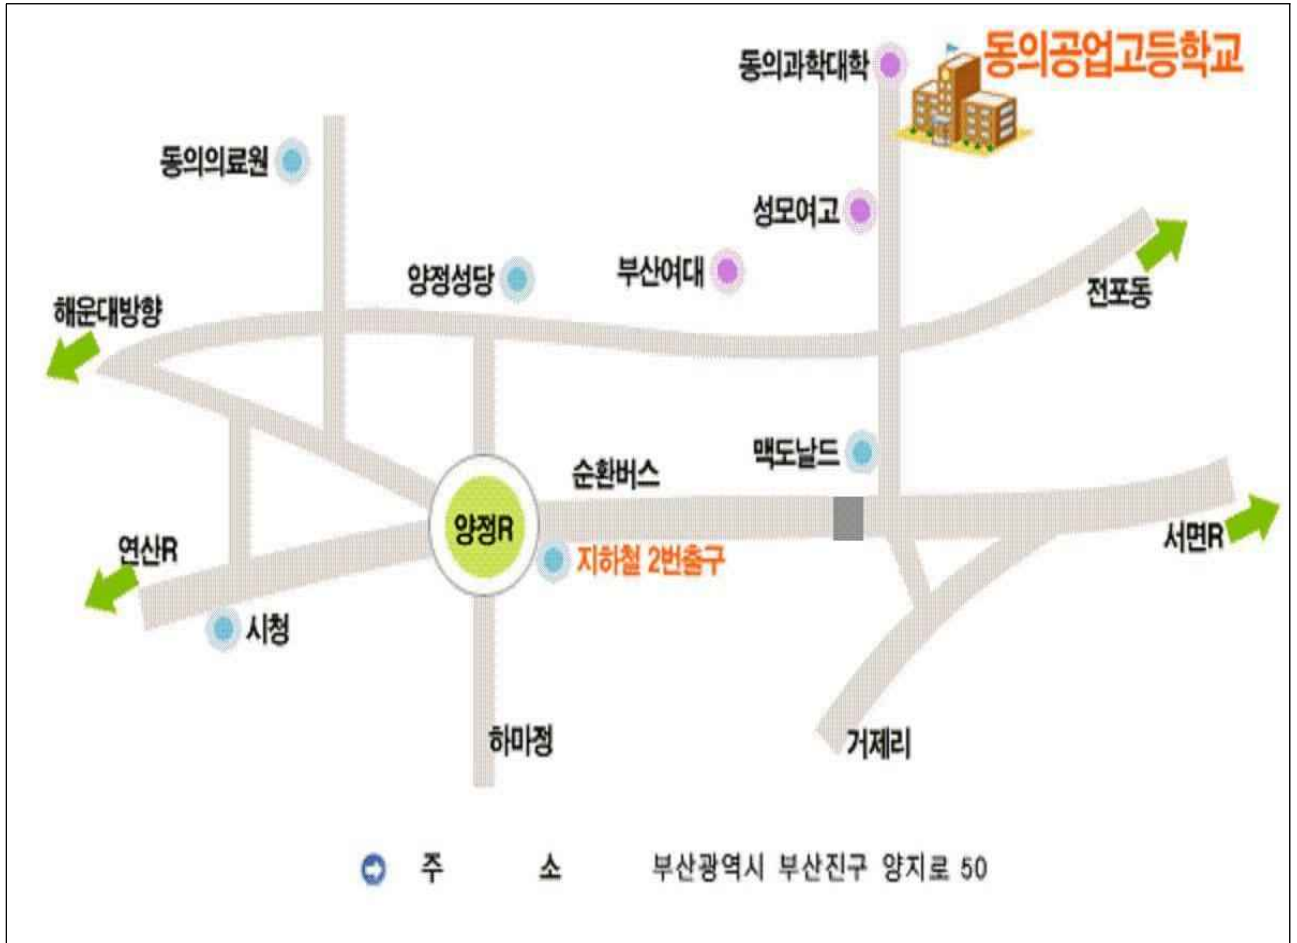 동의공업고등학교
동의과학대학
동의의료원
성모여고
양정성당
부산여대
해운대방향
전포동
맥도날드
순환버스
양정R
지하철 2번출구
서면R
연산R
시청
하마정
거제리
주 소 부산광역시 부산진구 양지로 50